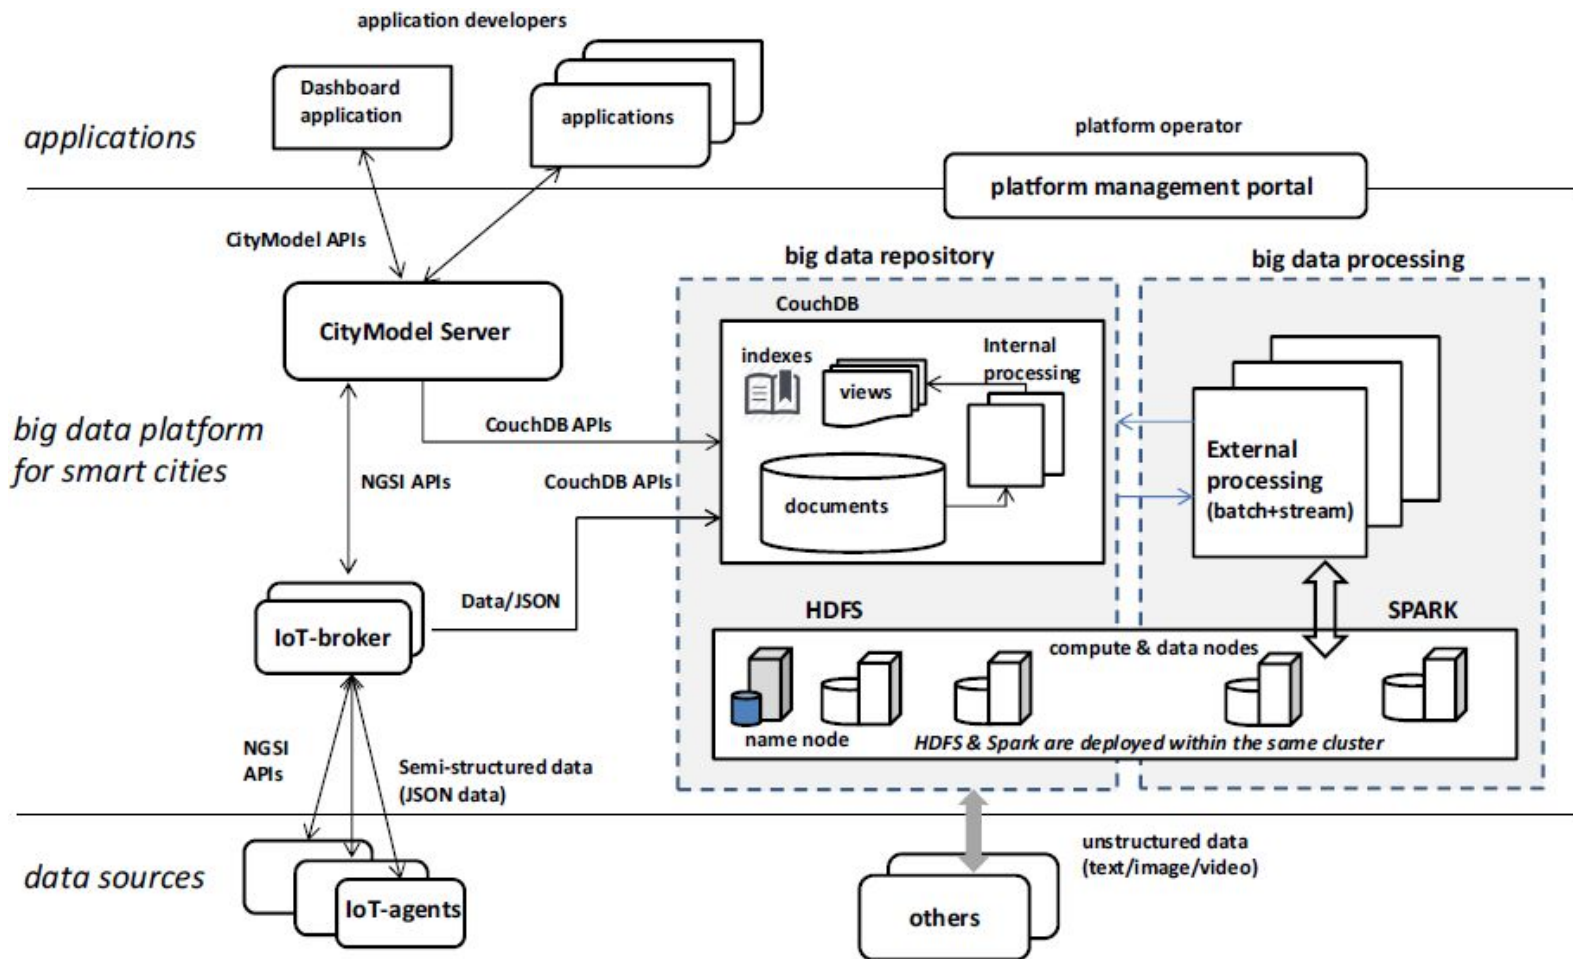 application developers
Dashboard
application
applications
applications
platform operator
platform management portal
CityModel APIs
big data repository
big data processing
CouchDB
CityModel Server
indexes
views
Internal
processing
big data platform
for smart cities
CouchDB APIs
NGSI APIs
CouchDB APIs
documents
External
processing
(batch+stream)
Data/JSON
IoT-broker
HDFS
SPARK
compute & data nodes
name node
HDFS & Spark are deployed within the same cluster
NGSI
APIs
Semi-structured data
(JSON data)
data sources
IoT-agents
unstructured data
(text/image/video)
others